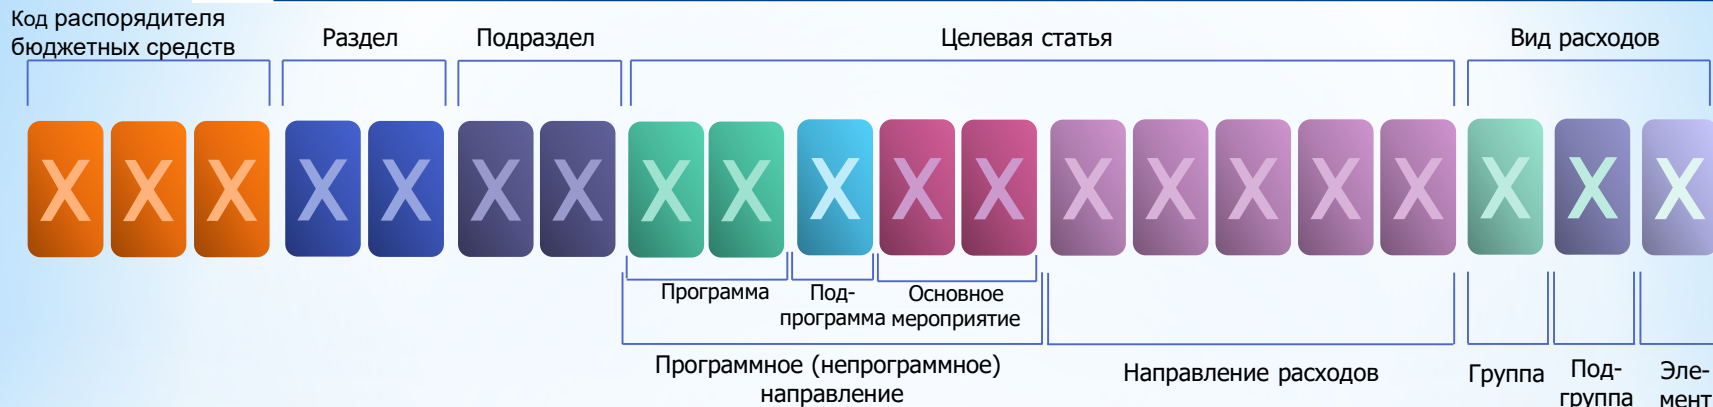 Код распорядителя
бюджетных средств
Раздел
Подраздел
Целевая статья
Вид расходов
X X X X X X X X X X X X X X X X X X X X
Программа
Под-
программа
Основное
мероприятие
Программное (непрограммное)
направление
Направление расходов
Группа
Под-
группа
Эле-
мент